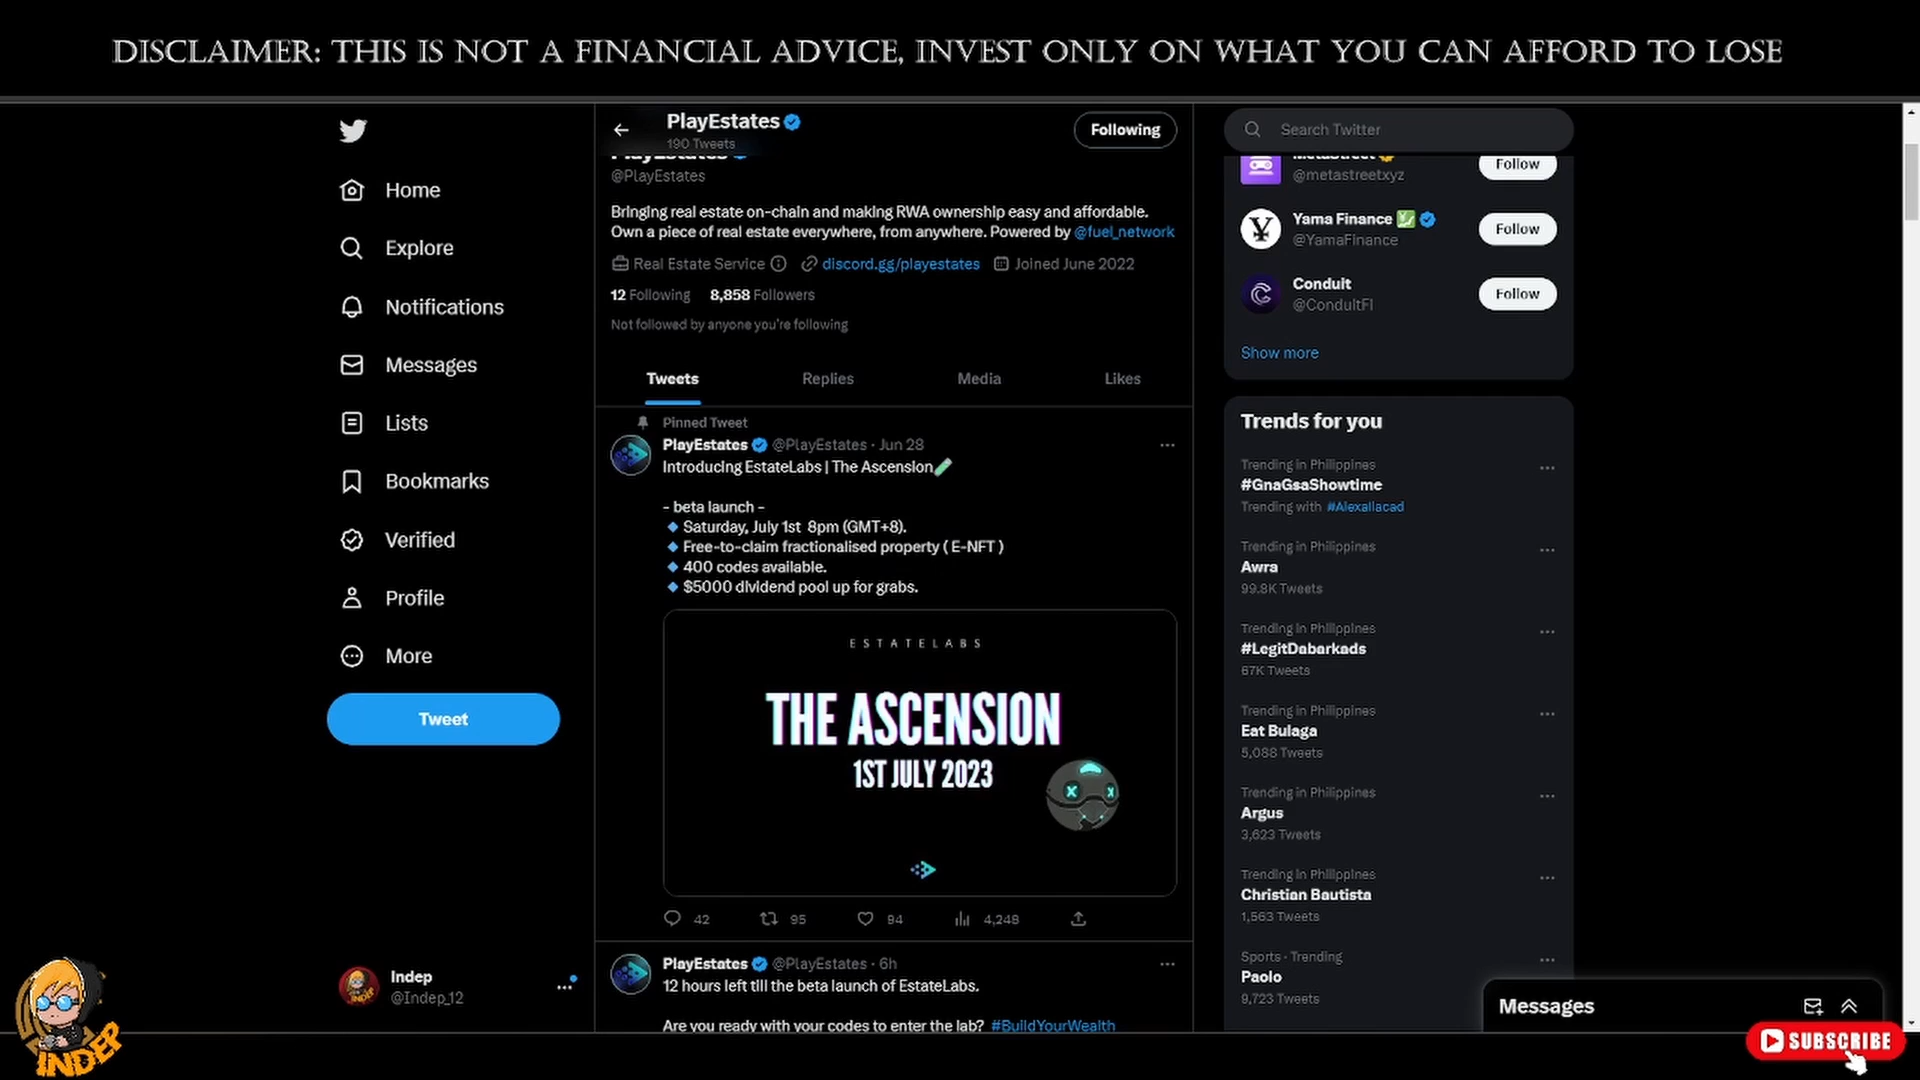 DISCLAIMER: THIS IS NOT A FINANCIAL ADVICE, INVEST ONLY ON WHAT YOU CAN AFFORD TO LOSE
Home
Explore
Notifications
Messages
Lists
Bookmarks
Verified
Profile
More
Tweet
Indep
@Indep_12
INDEP
PlayEstates
190 Tweets
Following
PlayEstates
@PlayEstates
Bringing real estate on-chain and making RWA ownership easy and affordable.
Own a piece of real estate everywhere, from anywhere. Powered by @fuel_network
Real Estate Service discord.gg/playestates Joined June 2022
12 Following 8,858 Followers
Not followed by anyone you're following
Tweets Replies Media Likes
Pinned Tweet
PlayEstates @PlayEstates · Jun 28
Introducing EstateLabs | The Ascension
- beta launch -
Saturday, July 1st 8pm (GMT+8).
Free-to-claim fractionalised property ( E-NFT )
400 codes available.
$5000 dividend pool up for grabs.
ESTATELABS
THE ASCENSION
1ST JULY 2023
42 95 94 4,248
PlayEstates @PlayEstates · 6h
12 hours left till the beta launch of EstateLabs.
Are you ready with your codes to enter the lab? #BuildYourWealth
Search Twitter
MetaStreet
@metastreetxyz
Follow
Yama Finance
@YamaFinance
Follow
Conduit
@ConduitFI
Follow
Show more
Trends for you
Trending in Philippines
#GnaGsaShowtime
Trending with #Alexallacad
Trending in Philippines
Awra
99.8K Tweets
Trending in Philippines
#LegitDabarkads
67K Tweets
Trending in Philippines
Eat Bulaga
5,088 Tweets
Trending in Philippines
Argus
3,623 Tweets
Trending in Philippines
Christian Bautista
1,563 Tweets
Sports · Trending
Paolo
9,723 Tweets
Messages
SUBSCRIBE